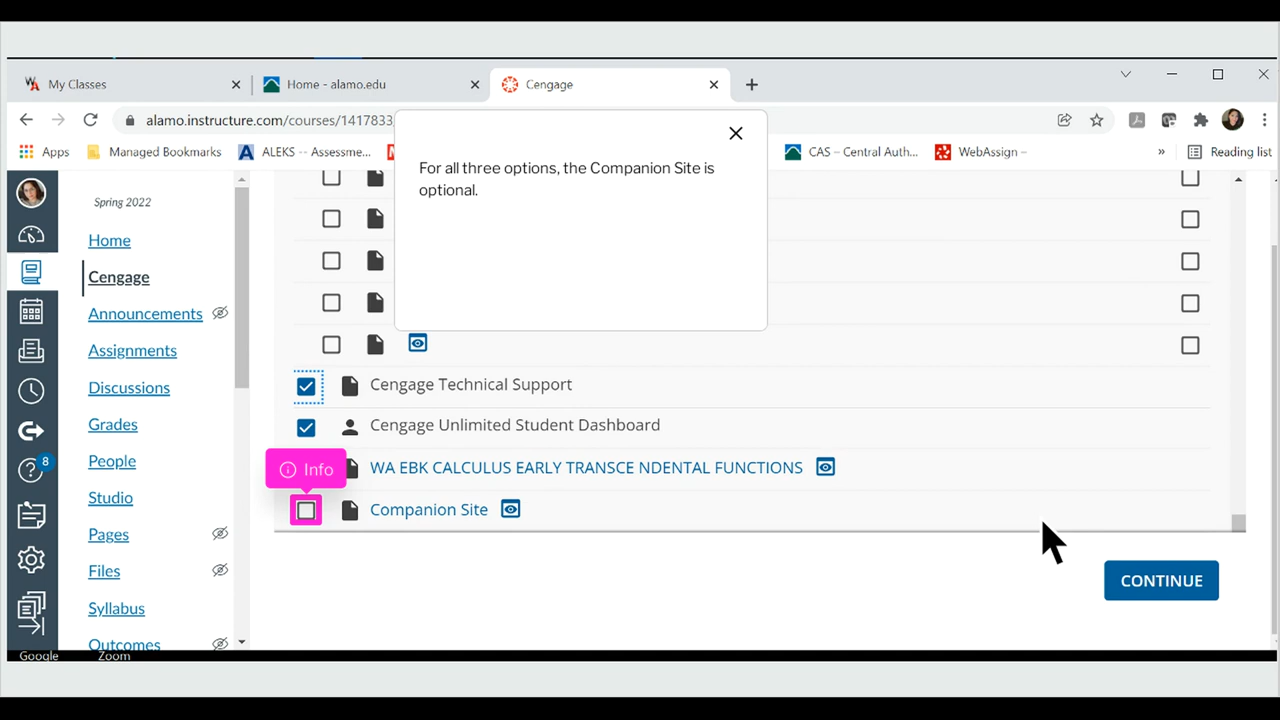 My Classes
Home - alamo.edu
Cengage
alamo.instructure.com/courses/1417833
Apps
Managed Bookmarks
ALEKS -- Assessme...
CAS – Central Auth...
WebAssign –
»
Reading list
For all three options, the Companion Site is
optional.
Spring 2022
Home
Cengage
Announcements
Assignments
Discussions
Grades
People
8
Studio
Pages
Files
Syllabus
Outcomes
Cengage Technical Support
Cengage Unlimited Student Dashboard
Info
WA EBK CALCULUS EARLY TRANSCE NDENTAL FUNCTIONS
Companion Site
CONTINUE
Google
Zoom